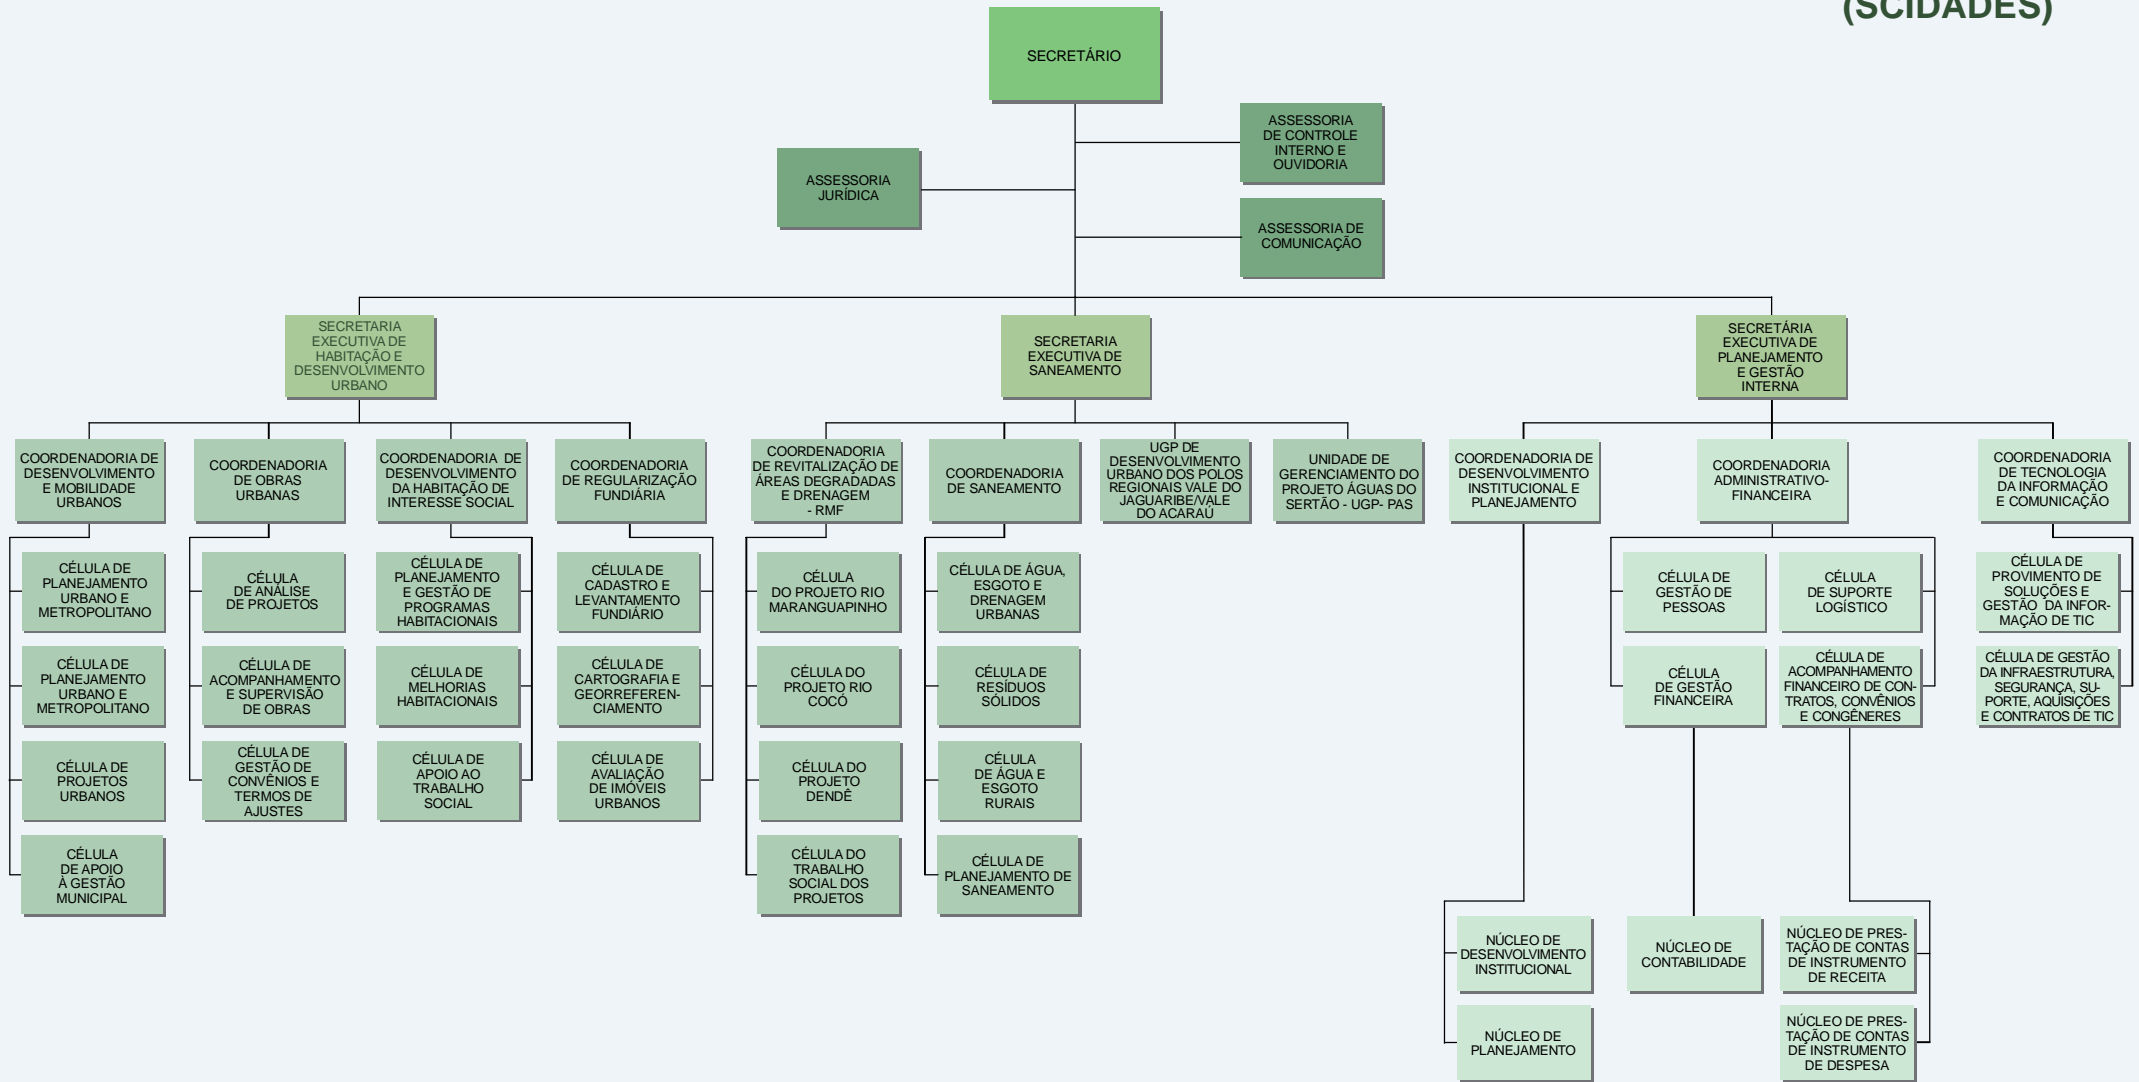 (SCIDADES)
SECRETÁRIO
ASSESSORIA
DE CONTROLE
INTERNO E
OUVIDORIA
ASSESSORIA
JURÍDICA
ASSESSORIA DE
COMUNICAÇÃO
SECRETARIA
EXECUTIVA DE
HABITAÇÃO E
DESENVOLVIMENTO
URBANO
SECRETARIA
EXECUTIVA DE
SANEAMENTO
SECRETÁRIA
EXECUTIVA DE
PLANEJAMENTO
E GESTÃO
INTERNA
COORDENADORIA DE
DESENVOLVIMENTO
E MOBILIDADE
URBANOS
COORDENADORIA
DE OBRAS
URBANAS
COORDENADORIA DE
DESENVOLVIMENTO
DA HABITAÇÃO DE
INTERESSE SOCIAL
COORDENADORIA
DE REGULARIZAÇÃO
FUNDIÁRIA
COORDENADORIA
DE REVITALIZAÇÃO DE
ÁREAS DEGRADADAS
E DRENAGEM
- RMF
COORDENADORIA
DE SANEAMENTO
UGP DE
DESENVOLVIMENTO
URBANO DOS POLOS
REGIONAIS VALE DO
JAGUARIBE/VALE
DO ACARAÚ
UNIDADE DE
GERENCIAMENTO DO
PROJETO ÁGUAS DO
SERTÃO - UGP- PAS
COORDENADORIA DE
DESENVOLVIMENTO
INSTITUCIONAL E
PLANEJAMENTO
COORDENADORIA
ADMINISTRATIVO-
FINANCEIRA
COORDENADORIA
DE TECNOLOGIA
DA INFORMAÇÃO
E COMUNICAÇÃO
CÉLULA DE
PLANEJAMENTO
URBANO E
METROPOLITANO
CÉLULA
DE ANÁLISE
DE PROJETOS
CÉLULA DE
PLANEJAMENTO
E GESTÃO DE
PROGRAMAS
HABITACIONAIS
CÉLULA DE
CADASTRO E
LEVANTAMENTO
FUNDIÁRIO
CÉLULA
DO PROJETO RIO
MARANGUAPINHO
CÉLULA DE ÁGUA,
ESGOTO E
DRENAGEM
URBANAS
CÉLULA DE
GESTÃO DE
PESSOAS
CÉLULA
DE SUPORTE
LOGÍSTICO
CÉLULA DE
PROVIMENTO DE
SOLUÇÕES E
GESTÃO DA INFOR-
MAÇÃO DE TIC
CÉLULA DE
PLANEJAMENTO
URBANO E
METROPOLITANO
CÉLULA DE
ACOMPANHAMENTO
E SUPERVISÃO
DE OBRAS
CÉLULA DE
MELHORIAS
HABITACIONAIS
CÉLULA DE
CARTOGRAFIA E
GEORREFEREN-
CIAMENTO
CÉLULA DO
PROJETO RIO
COCÓ
CÉLULA DE
RESÍDUOS
SÓLIDOS
CÉLULA
DE GESTÃO
FINANCEIRA
CÉLULA DE
ACOMPANHAMENTO
FINANCEIRO DE CON-
TRATOS, CONVÊNIOS
E CONGÊNERES
CÉLULA DE GESTÃO
DA INFRAESTRUTURA,
SEGURANÇA, SU-
PORTE, AQUISIÇÕES
E CONTRATOS DE TIC
CÉLULA DE
PROJETOS
URBANOS
CÉLULA DE
GESTÃO DE
CONVÊNIOS E
TERMOS DE
AJUSTES
CÉLULA DE
APOIO AO
TRABALHO
SOCIAL
CÉLULA DE
AVALIAÇÃO
DE IMÓVEIS
URBANOS
CÉLULA DO
PROJETO
DENDÊ
CÉLULA
DE ÁGUA E
ESGOTO
RURAIS
CÉLULA
DE APOIO
À GESTÃO
MUNICIPAL
CÉLULA DO
TRABALHO
SOCIAL DOS
PROJETOS
CÉLULA DE
PLANEJAMENTO DE
SANEAMENTO
NÚCLEO DE
DESENVOLVIMENTO
INSTITUCIONAL
NÚCLEO DE
CONTABILIDADE
NÚCLEO DE PRES-
TAÇÃO DE CONTAS
DE INSTRUMENTO
DE RECEITA
NÚCLEO DE
PLANEJAMENTO
NÚCLEO DE PRES-
TAÇÃO DE CONTAS
DE INSTRUMENTO
DE DESPESA